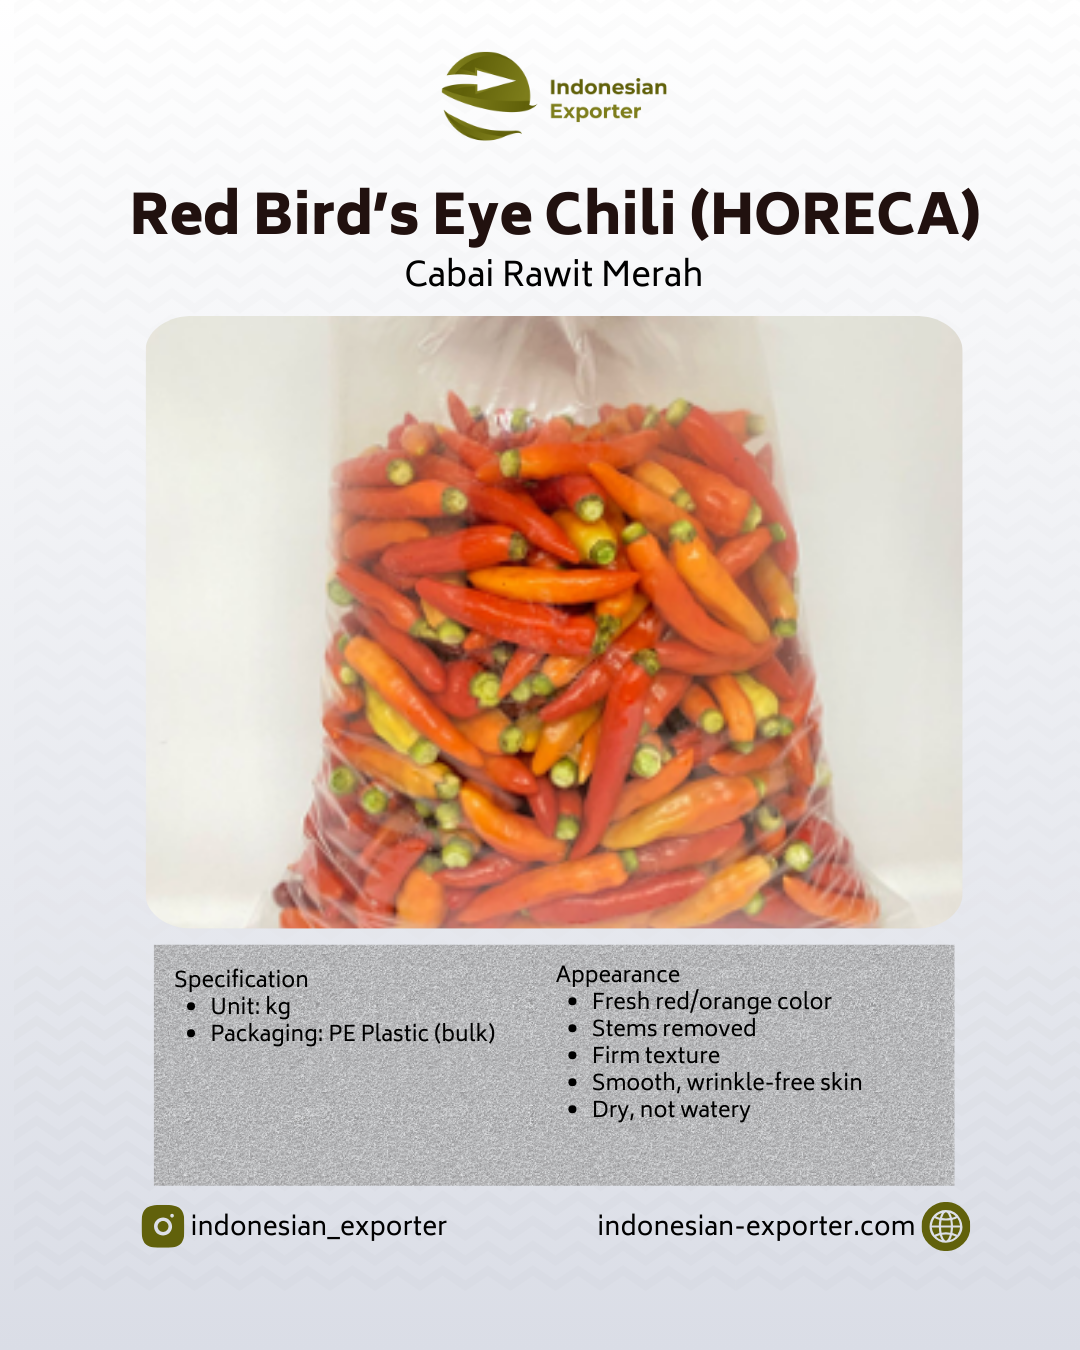 Indonesian
Exporter
Red Bird’s Eye Chili (HORECA)
Cabai Rawit Merah
Specification
• Unit: kg
• Packaging: PE Plastic (bulk)
Appearance
• Fresh red/orange color
• Stems removed
• Firm texture
• Smooth, wrinkle-free skin
• Dry, not watery
indonesian_exporter
indonesian-exporter.com